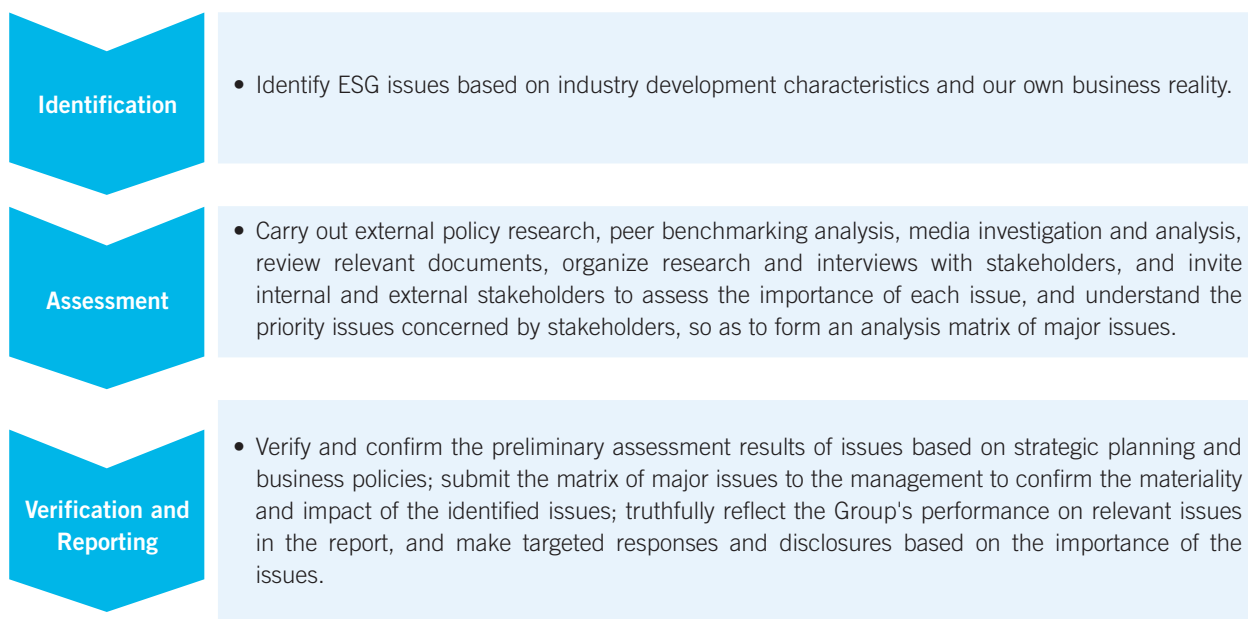 Identification
• Identify ESG issues based on industry development characteristics and our own business reality.
Assessment
• Carry out external policy research, peer benchmarking analysis, media investigation and analysis,
review relevant documents, organize research and interviews with stakeholders, and invite
internal and external stakeholders to assess the importance of each issue, and understand the
priority issues concerned by stakeholders, so as to form an analysis matrix of major issues.
Verification and
Reporting
• Verify and confirm the preliminary assessment results of issues based on strategic planning and
business policies; submit the matrix of major issues to the management to confirm the materiality
and impact of the identified issues; truthfully reflect the Group's performance on relevant issues
in the report, and make targeted responses and disclosures based on the importance of the
issues.